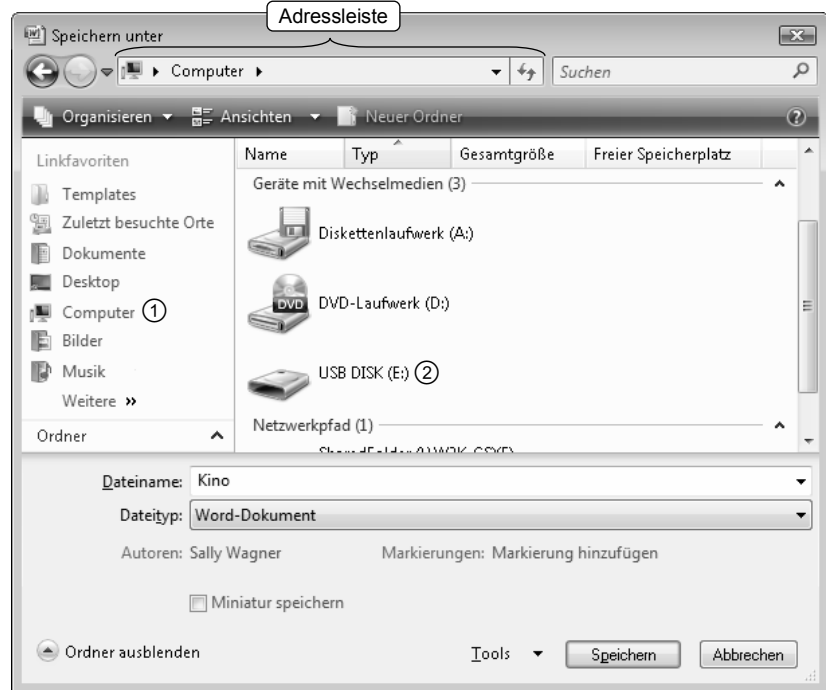 Adressleiste
Speichern unter
Computer
Suchen
Organisieren Ansichten Neuer Ordner
Linkfavoriten
Templates
Zuletzt besuchte Orte
Dokumente
Desktop
Computer 1
Bilder
Musik
Weitere »
Ordner
Name Typ Gesamtgröße Freier Speicherplatz
Geräte mit Wechselmedien (3)
Diskettenlaufwerk (A:)
DVD-Laufwerk (D:)
DVD
USB DISK (E:) 2
Netzwerkpfad (1)
Dateiname: Kino
Dateityp: Word-Dokument
Autoren: Sally Wagner Markierungen: Markierung hinzufügen
Miniatur speichern
Ordner ausblenden Tools Speichern Abbrechen